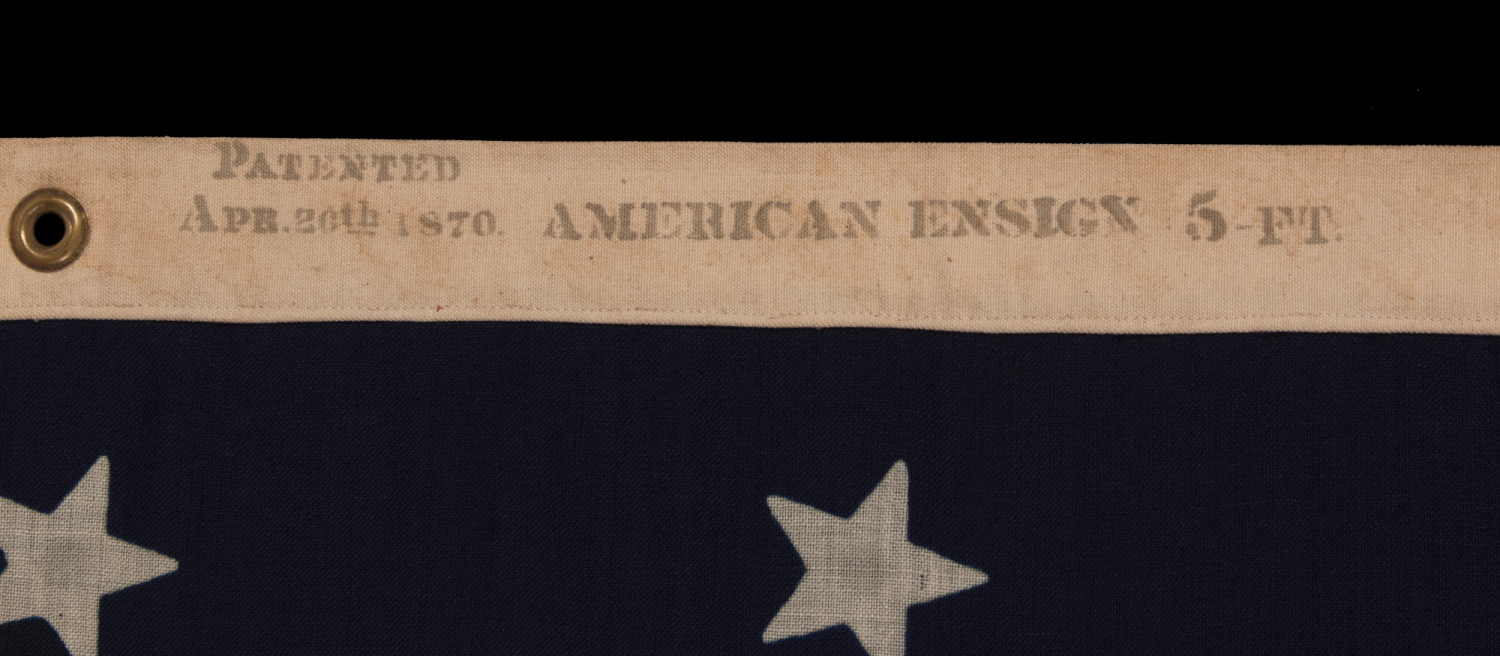 PATENTED
APR. 26th 1870. AMERICAN ENSIGN 5-FT.